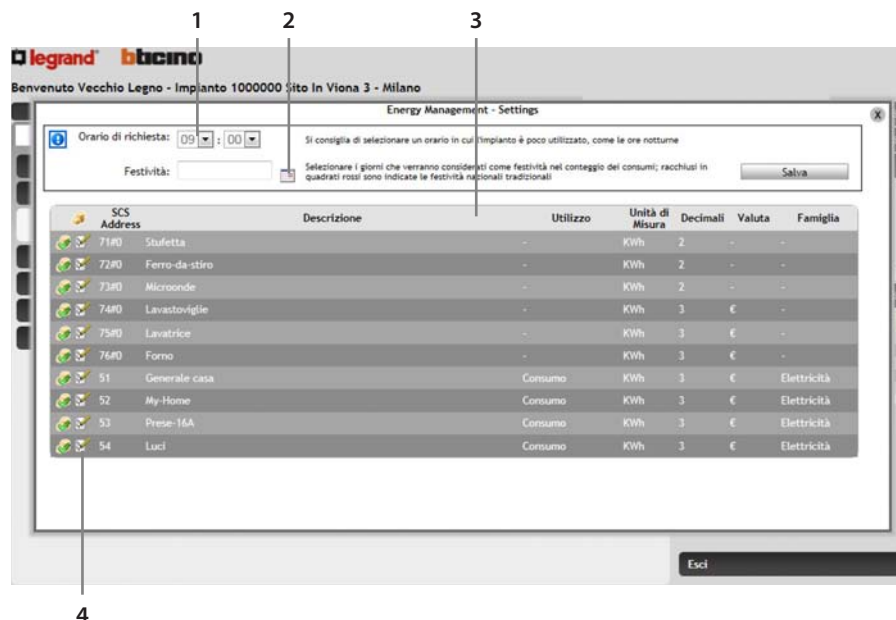 1 2 3
legrand bticino
Benvenuto Vecchio Legno - Impianto 1000000 Sito In Viona 3 - Milano
Energy Management - Settings
X
Orario di richiesta: 09 : 00 Si consiglia di selezionare un orario in cui l'impianto è poco utilizzato, come le ore notturne
Festività: Selezionare i giorni che verranno considerati come festività nel conteggio dei consumi; racchiusi in
quadrati rossi sono indicate le festività nazionali tradizionali
Salva
SCS Address Descrizione Utilizzo Unità di Misura Decimali Valuta Famiglia
71#0 Stufetta - KWh 2 - -
72#0 Ferro-da-stiro - KWh 2 - -
73#0 Microonde - KWh 2 - -
74#0 Lavastoviglie - KWh 3 € -
75#0 Lavatrice - KWh 3 € -
76#0 Forno - KWh 3 € -
51 Generale casa Consumo KWh 3 € Elettricità
52 My-Home Consumo KWh 3 € Elettricità
53 Prese-16A Consumo KWh 3 € Elettricità
54 Luci Consumo KWh 3 € Elettricità
Esci
4